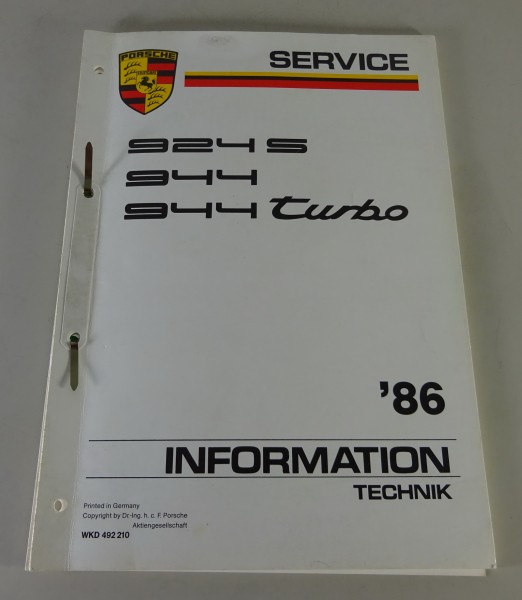 PORSCHE
SERVICE
924 S
944
944 turbo
'86
INFORMATION
TECHNIK
Printed in Germany
Copyright by Dr.-Ing. h. c. F. Porsche
Aktiengesellschaft
WKD 492 210